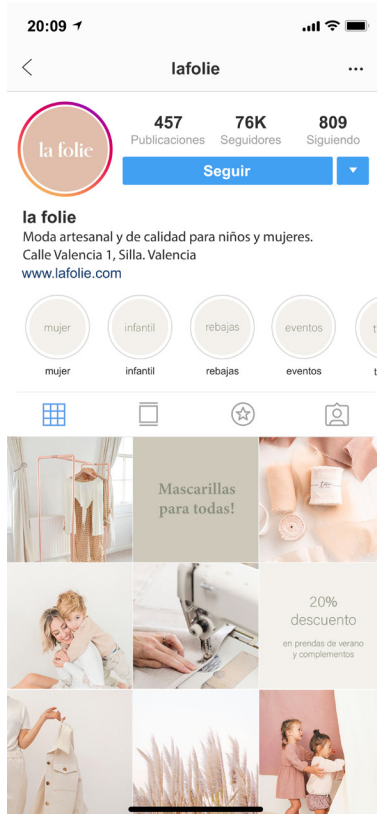 20:09
lafolie
la folie
457 76K 809
Publicaciones Seguidores Siguiendo
Seguir
la folie
Moda artesanal y de calidad para niños y mujeres.
Calle Valencia 1, Silla. Valencia
www.lafolie.com
mujer infantil rebajas eventos t
mujer infantil rebajas eventos t
Mascarillas
para todas!
20%
descuento
en prendas de verano
y complementos